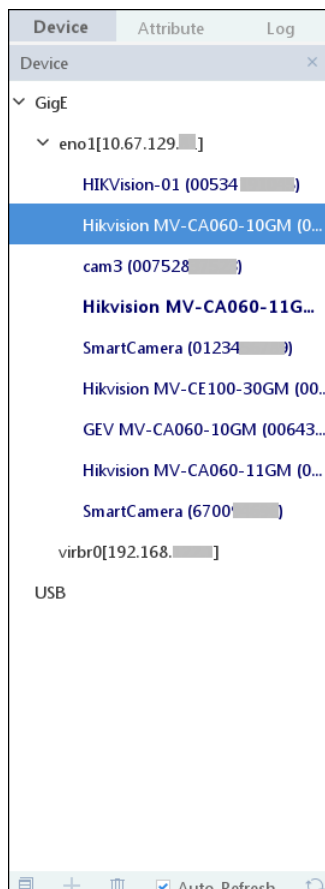 Device Attribute Log
Device
GigE
eno1[10.67.129. ]
HIKVision-01 (00534 )
Hikvision MV-CA060-10GM (0...
cam3 (007528 )
Hikvision MV-CA060-11G...
SmartCamera (01234 9)
Hikvision MV-CE100-30GM (00...
GEV MV-CA060-10GM (00643...
Hikvision MV-CA060-11GM (0...
SmartCamera (6700 )
virbr0[192.168. ]
USB
Auto Refresh